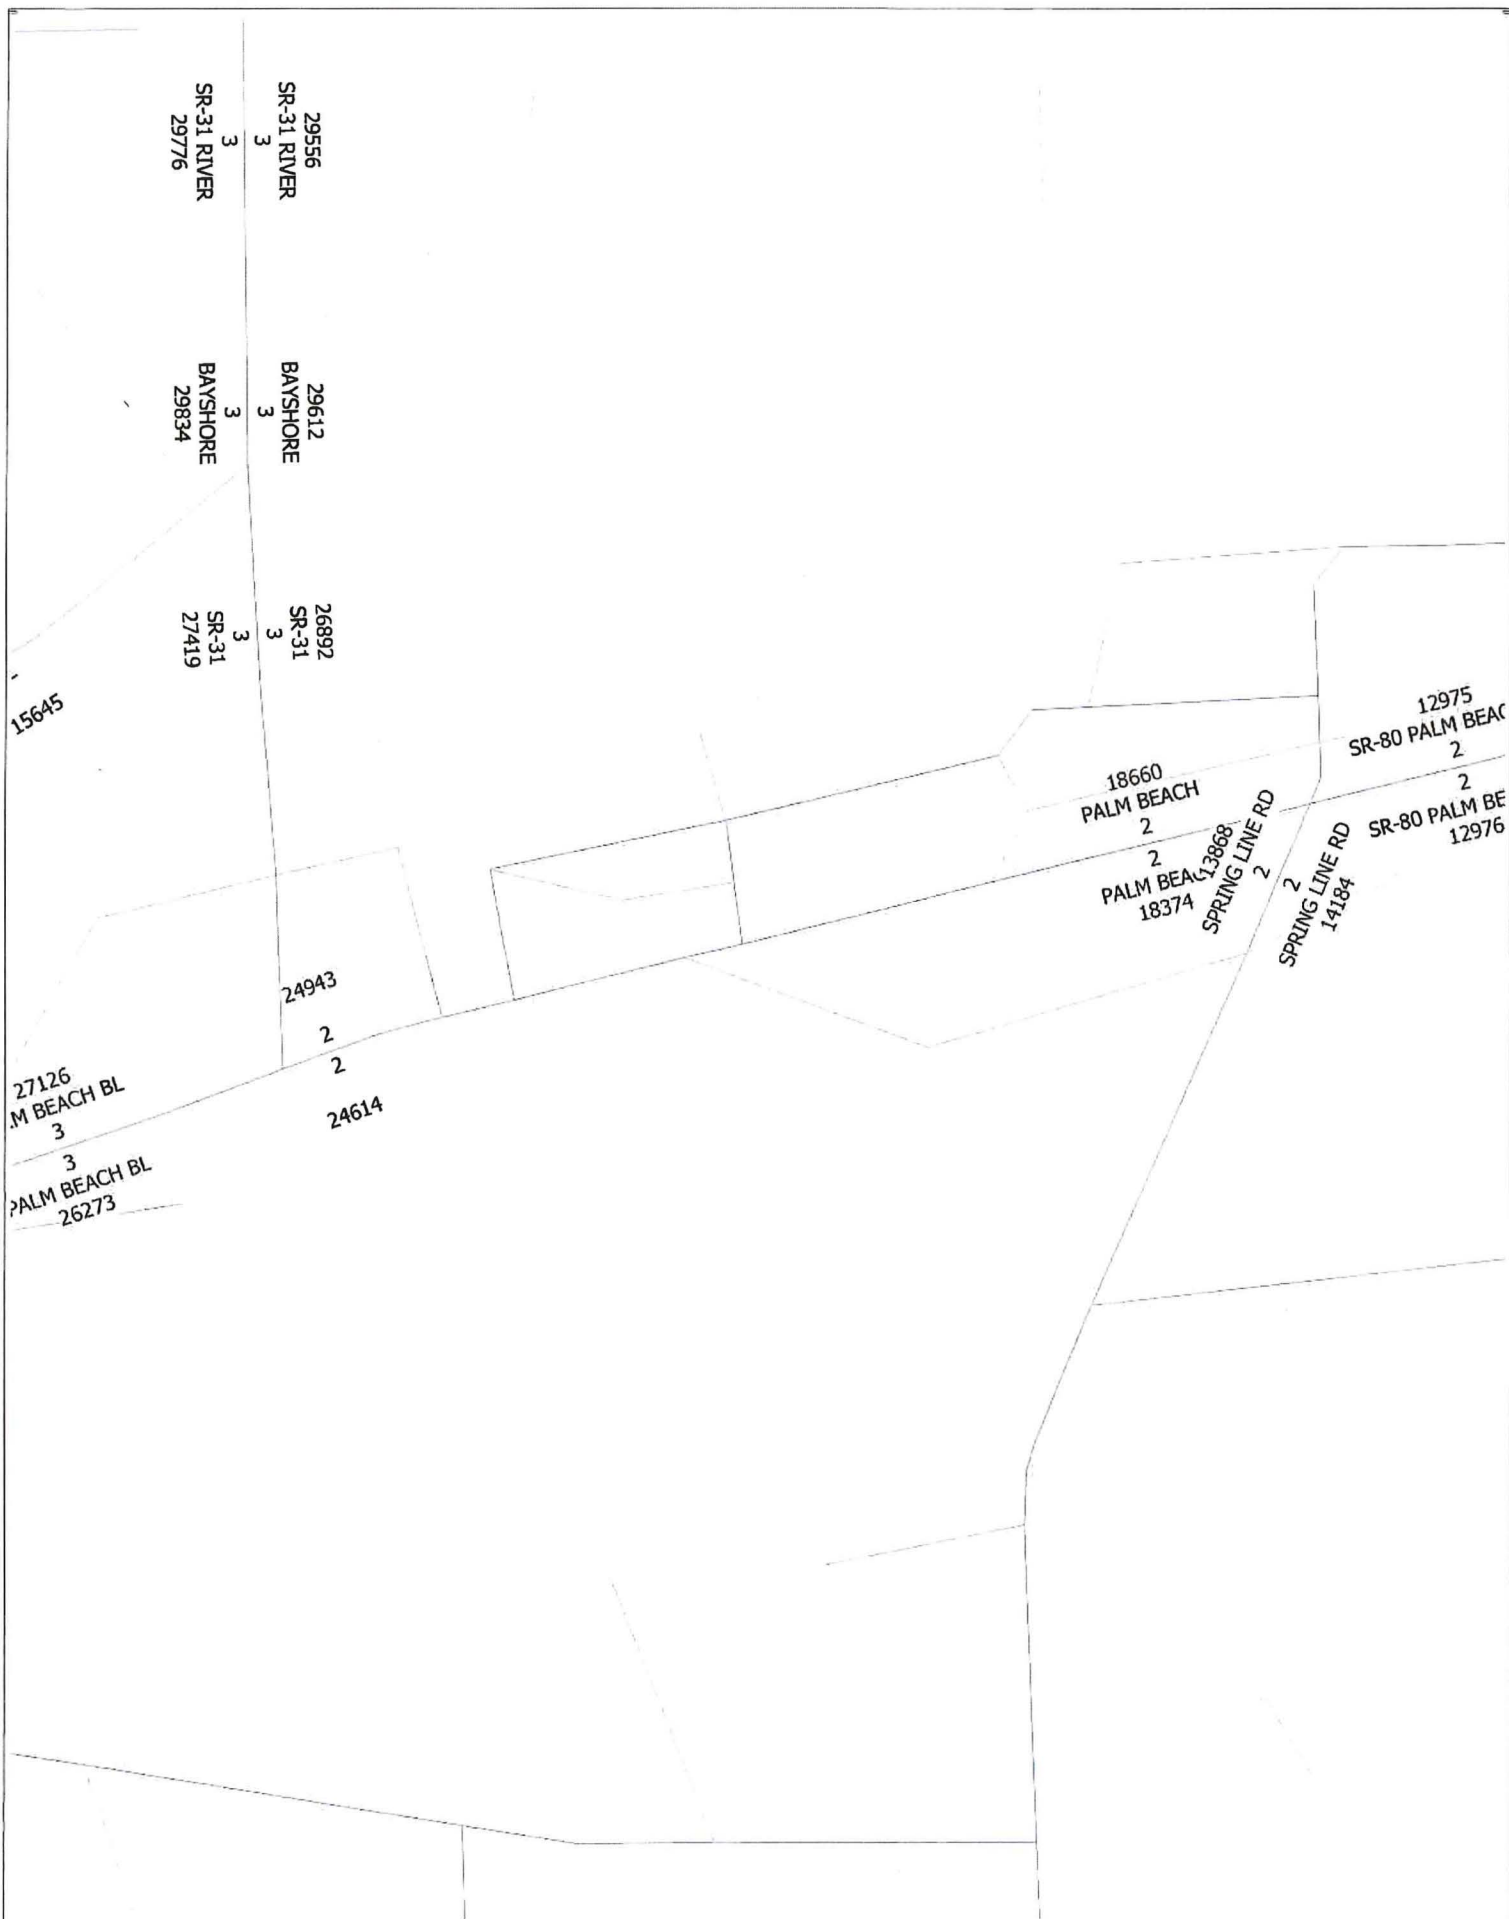 29556
SR-31 RIVER
3
3
SR-31 RIVER
29776
29612
BAYSHORE
3
3
BAYSHORE
29834
26892
SR-31
3
3
SR-31
27419
15645
12975
SR-80 PALM BEAC
2
2
SR-80 PALM BE
12976
18660
PALM BEACH
2
2
PALM BEAC
18374
13868
SPRING LINE RD
2
2
SPRING LINE RD
14184
24943
2
2
24614
27126
LM BEACH BL
3
3
PALM BEACH BL
26273